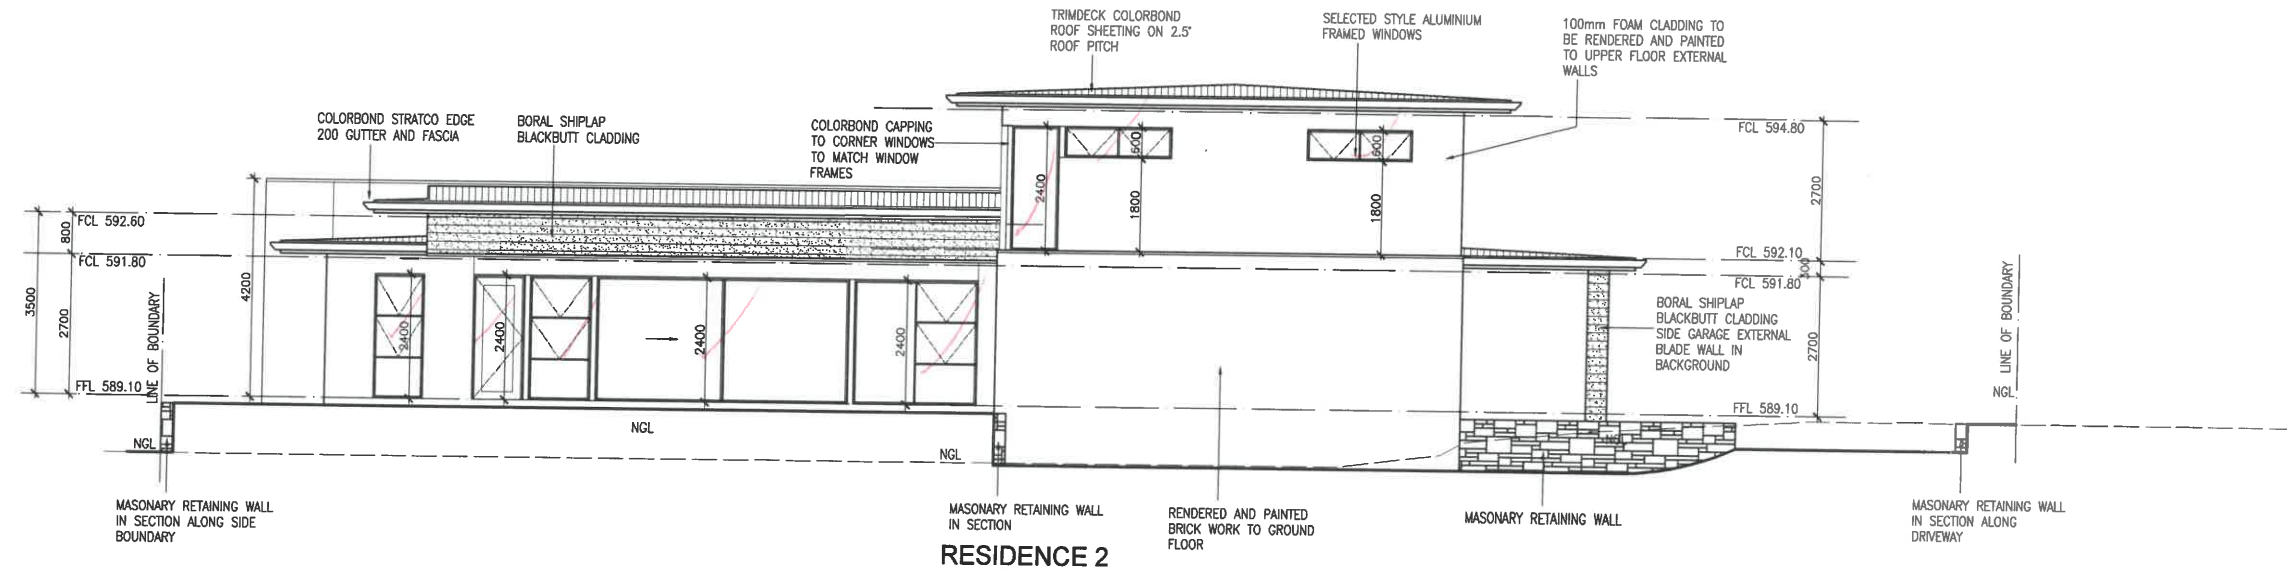 TRIMDECK COLORBOND
ROOF SHEETING ON 2.5°
ROOF PITCH
SELECTED STYLE ALUMINIUM
FRAMED WINDOWS
100mm FOAM CLADDING TO
BE RENDERED AND PAINTED
TO UPPER FLOOR EXTERNAL
WALLS
COLORBOND STRATCO EDGE
200 GUTTER AND FASCIA
BORAL SHIPLAP
BLACKBUTT CLADDING
COLORBOND CAPPING
TO CORNER WINDOWS
TO MATCH WINDOW
FRAMES
FCL 594.80
600
600
2400
1800
1800
2700
FCL 592.60
800
FCL 591.80
3500
2700
4200
FCL 592.10
300
FCL 591.80
LINE OF BOUNDARY
2400
2400
2400
2400
BORAL SHIPLAP
BLACKBUTT CLADDING
SIDE GARAGE EXTERNAL
BLADE WALL IN
BACKGROUND
2700
LINE OF BOUNDARY
FFL 589.10
NGL
FFL 589.10
NGL
NGL
NGL
NGL
MASONARY RETAINING WALL
IN SECTION ALONG SIDE
BOUNDARY
MASONARY RETAINING WALL
IN SECTION
RENDERED AND PAINTED
BRICK WORK TO GROUND
FLOOR
MASONARY RETAINING WALL
MASONARY RETAINING WALL
IN SECTION ALONG
DRIVEWAY
RESIDENCE 2